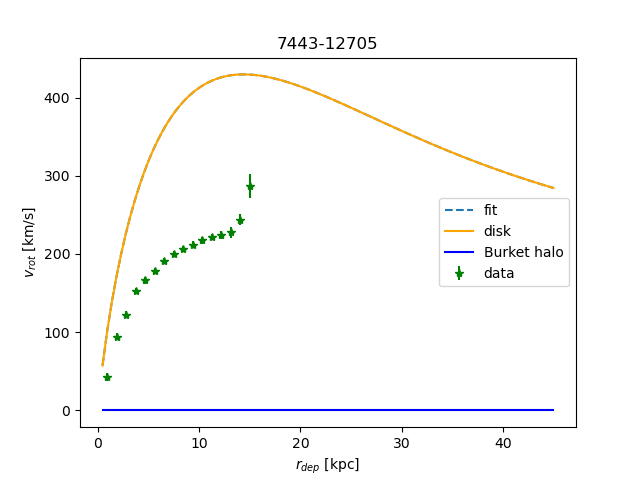 7443-12705
v_rot [km/s]
400
300
200
100
0
fit
disk
Burket halo
data
0 10 20 30 40
r_dep [kpc]